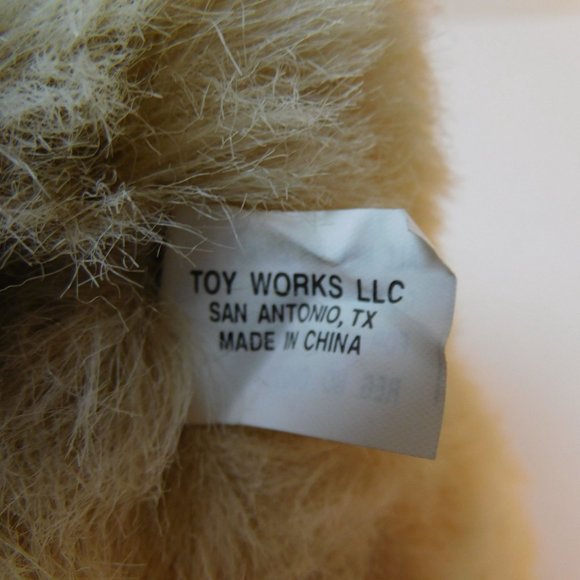 TOY WORKS LLC
SAN ANTONIO, TX
MADE IN CHINA